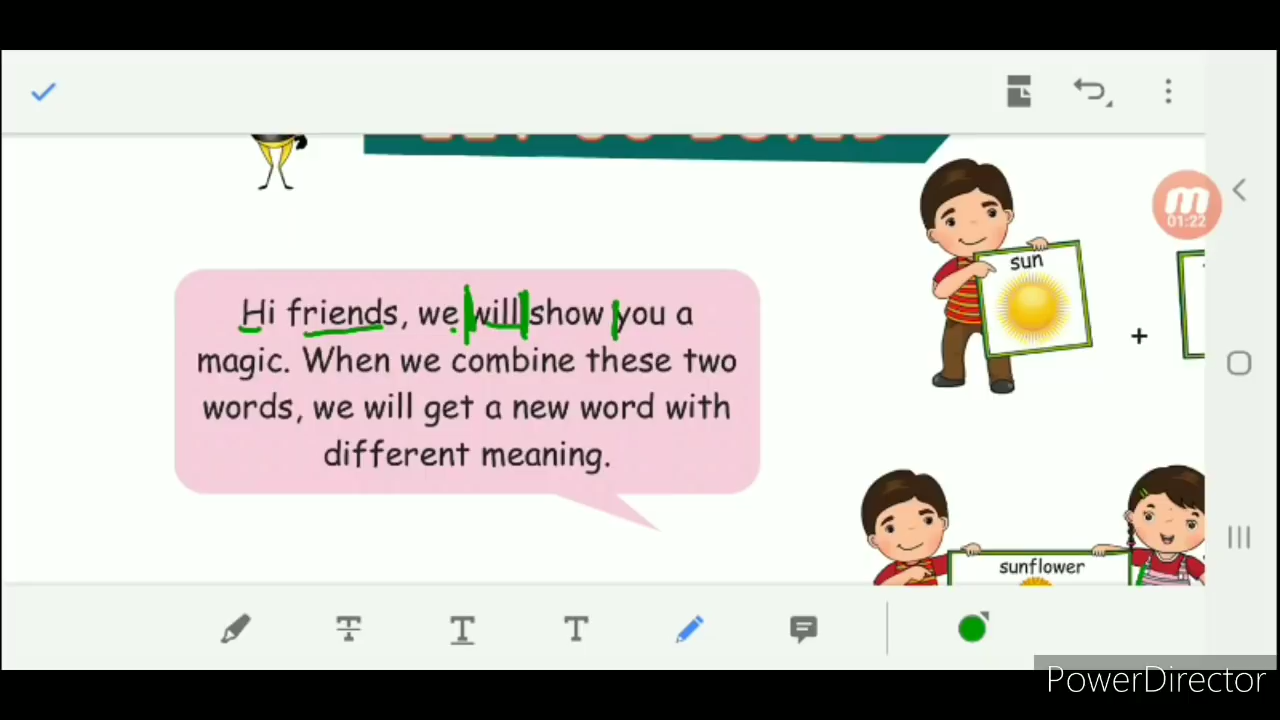 01:22
sun
Hi friends, we will show you a
magic. When we combine these two
+
words, we will get a new word with
different meaning.
sunflower
PowerDirector